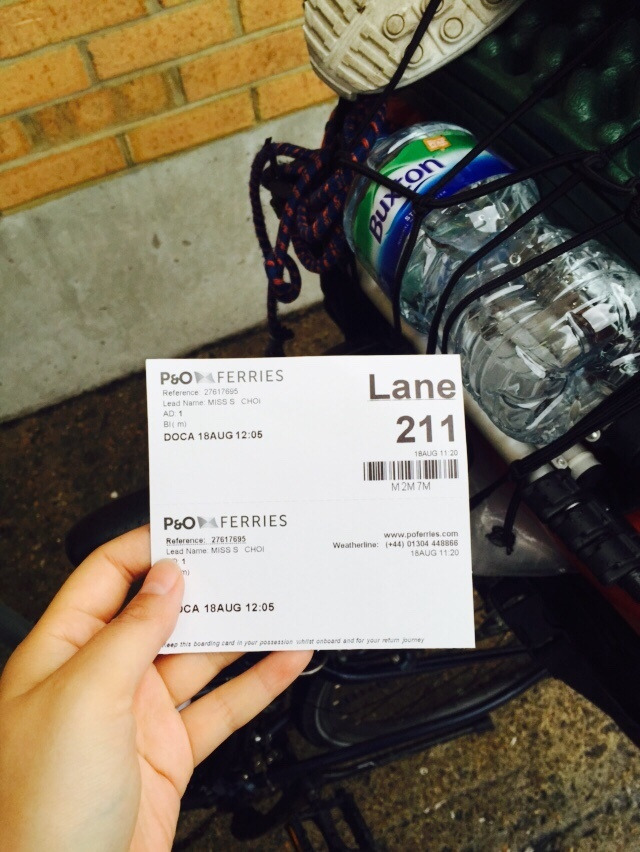 Buxton
P&O FERRIES
Reference: 27617695
Lead Name: MISS S CHOI
AD: 1
BI( m)
DOCA 18AUG 12:05
Lane
211
18AUG 11:20
M2M7M
P&O FERRIES
Reference: 27617695
Lead Name: MISS S CHOI
: 1
m)
OCA 18AUG 12:05
www.poferries.com
Weatherline: (+44) 01304 448866
18AUG 11:20
keep this boarding card in your possession whilst onboard and for your return journey